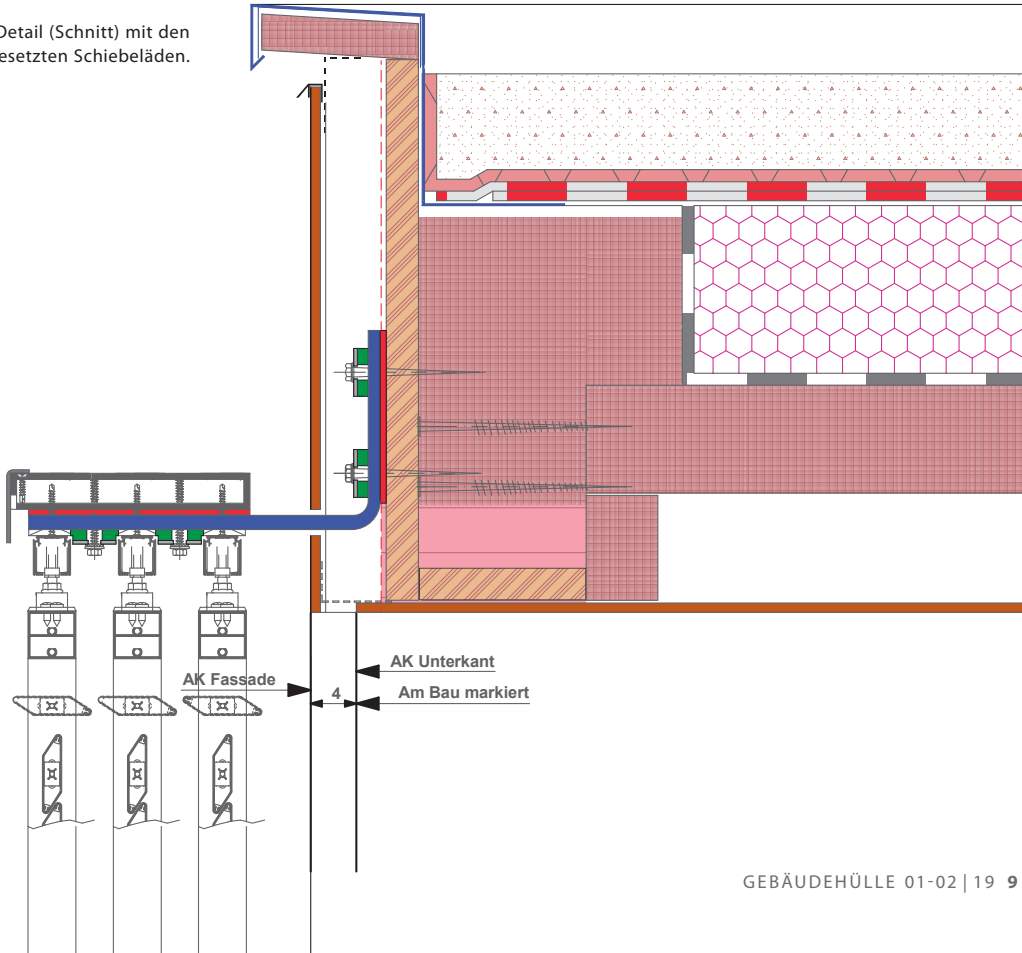 Detail (Schnitt) mit den
esetzten Schiebeläden.
AK Unterkant
AK Fassade
4
Am Bau markiert
GEBÄUDEHÜLLE 01-02 | 19 9